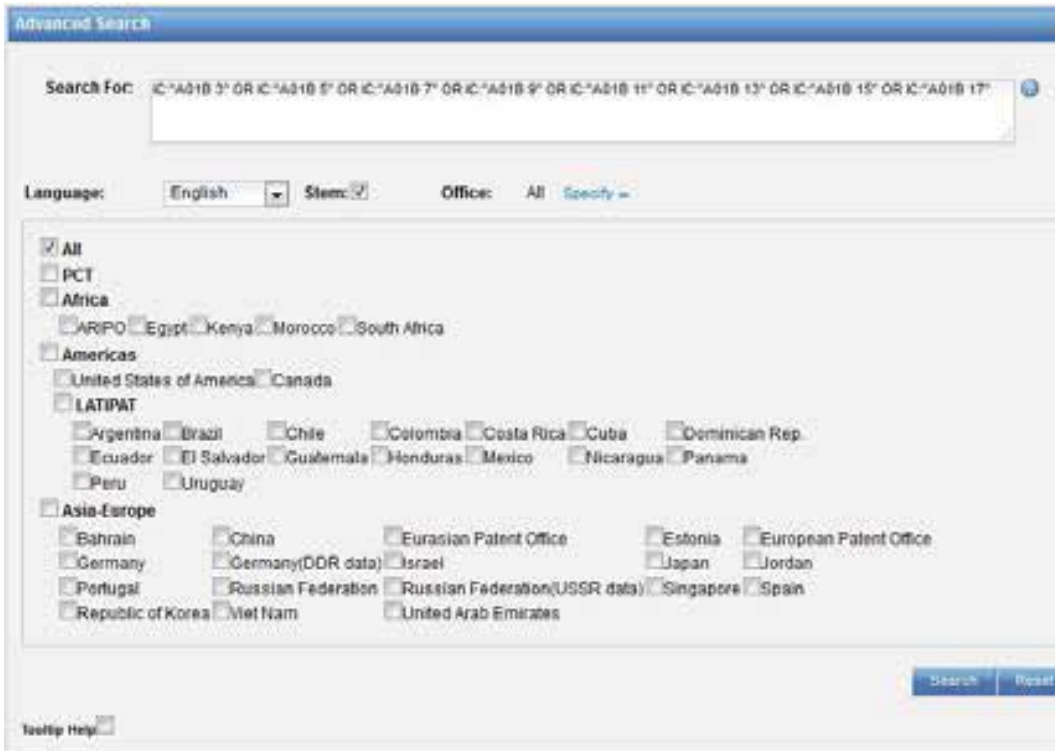 Advanced Search
Search For: IC:"A01B 3" OR IC:"A01B 5" OR IC:"A01B 7" OR IC:"A01B 9" OR IC:"A01B 11" OR IC:"A01B 13" OR IC:"A01B 15" OR IC:"A01B 17"
Language: English Stem: Office: All Specify
All
PCT
Africa
ARIPO Egypt Kenya Morocco South Africa
Americas
United States of America Canada
LATIPAT
Argentina Brazil Chile Colombia Costa Rica Cuba Dominican Rep.
Ecuador El Salvador Guatemala Honduras Mexico Nicaragua Panama
Peru Uruguay
Asia-Europe
Bahrain China Eurasian Patent Office Estonia European Patent Office
Germany Germany(DDR data) Israel Japan Jordan
Portugal Russian Federation Russian Federation(USSR data) Singapore Spain
Republic of Korea Viet Nam United Arab Emirates
Search Reset
Tooltip Help